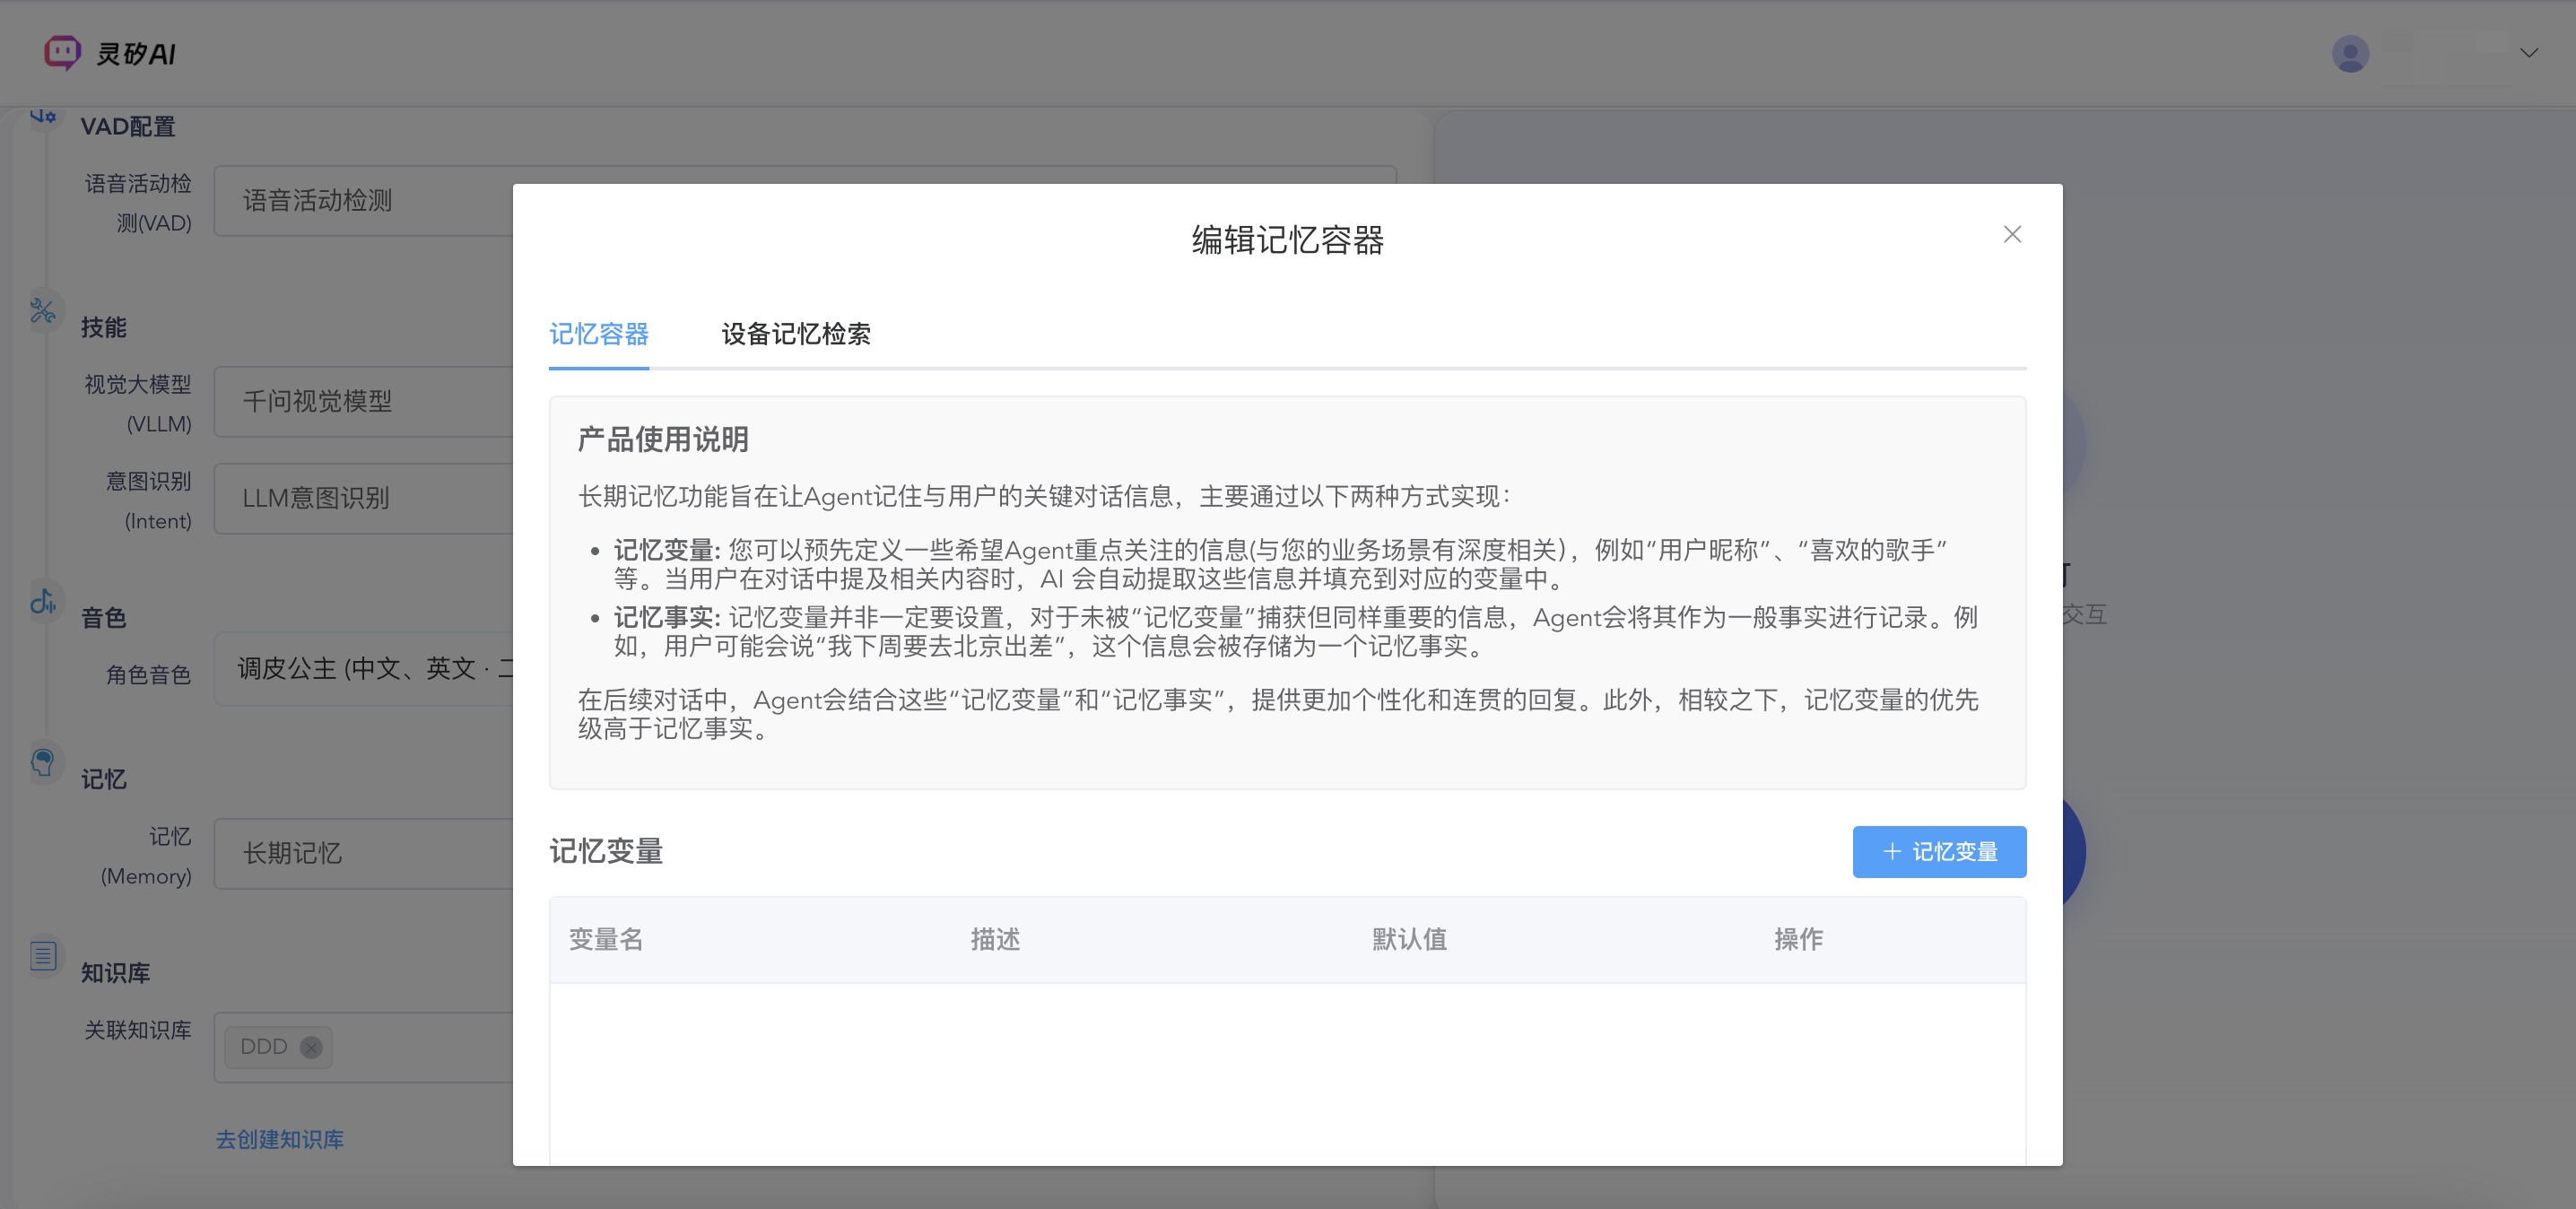 灵矽AI
VAD配置
语音活动检
测(VAD)
语音活动检测
技能
视觉大模型
(VLLM)
千问视觉模型
意图识别
(Intent)
LLM意图识别
音色
角色音色
调皮公主 (中文、英文 ·
记忆
记忆
(Memory)
长期记忆
知识库
关联知识库
DDD
去创建知识库
编辑记忆容器
记忆容器
设备记忆检索
产品使用说明
长期记忆功能旨在让Agent记住与用户的关键对话信息，主要通过以下两种方式实现：
• 记忆变量: 您可以预先定义一些希望Agent重点关注的信息(与您的业务场景有深度相关)，例如“用户昵称”、“喜欢的歌手”
等。当用户在对话中提及相关内容时，AI 会自动提取这些信息并填充到对应的变量中。
• 记忆事实: 记忆变量并非一定要设置，对于未被“记忆变量”捕获但同样重要的信息，Agent会将其作为一般事实进行记录。例
如，用户可能会说“我下周要去北京出差”，这个信息会被存储为一个记忆事实。
在后续对话中，Agent会结合这些“记忆变量”和“记忆事实”，提供更加个性化和连贯的回复。此外，相较之下，记忆变量的优先
级高于记忆事实。
记忆变量
+ 记忆变量
变量名
描述
默认值
操作
交互